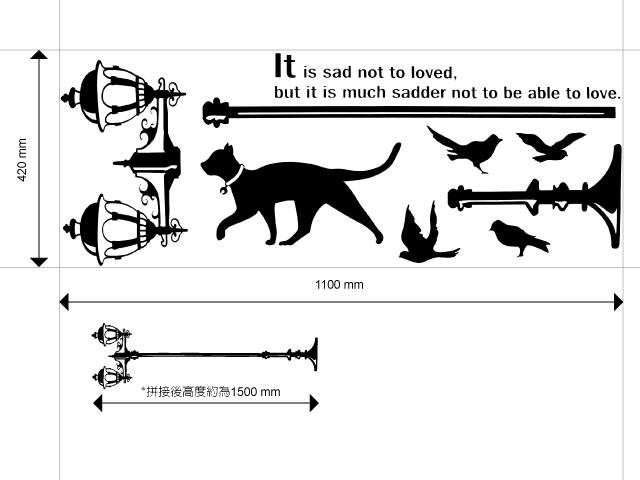 It is sad not to loved,
but it is much sadder not to be able to love.
420 mm
1100 mm
*拼接後高度約為1500 mm